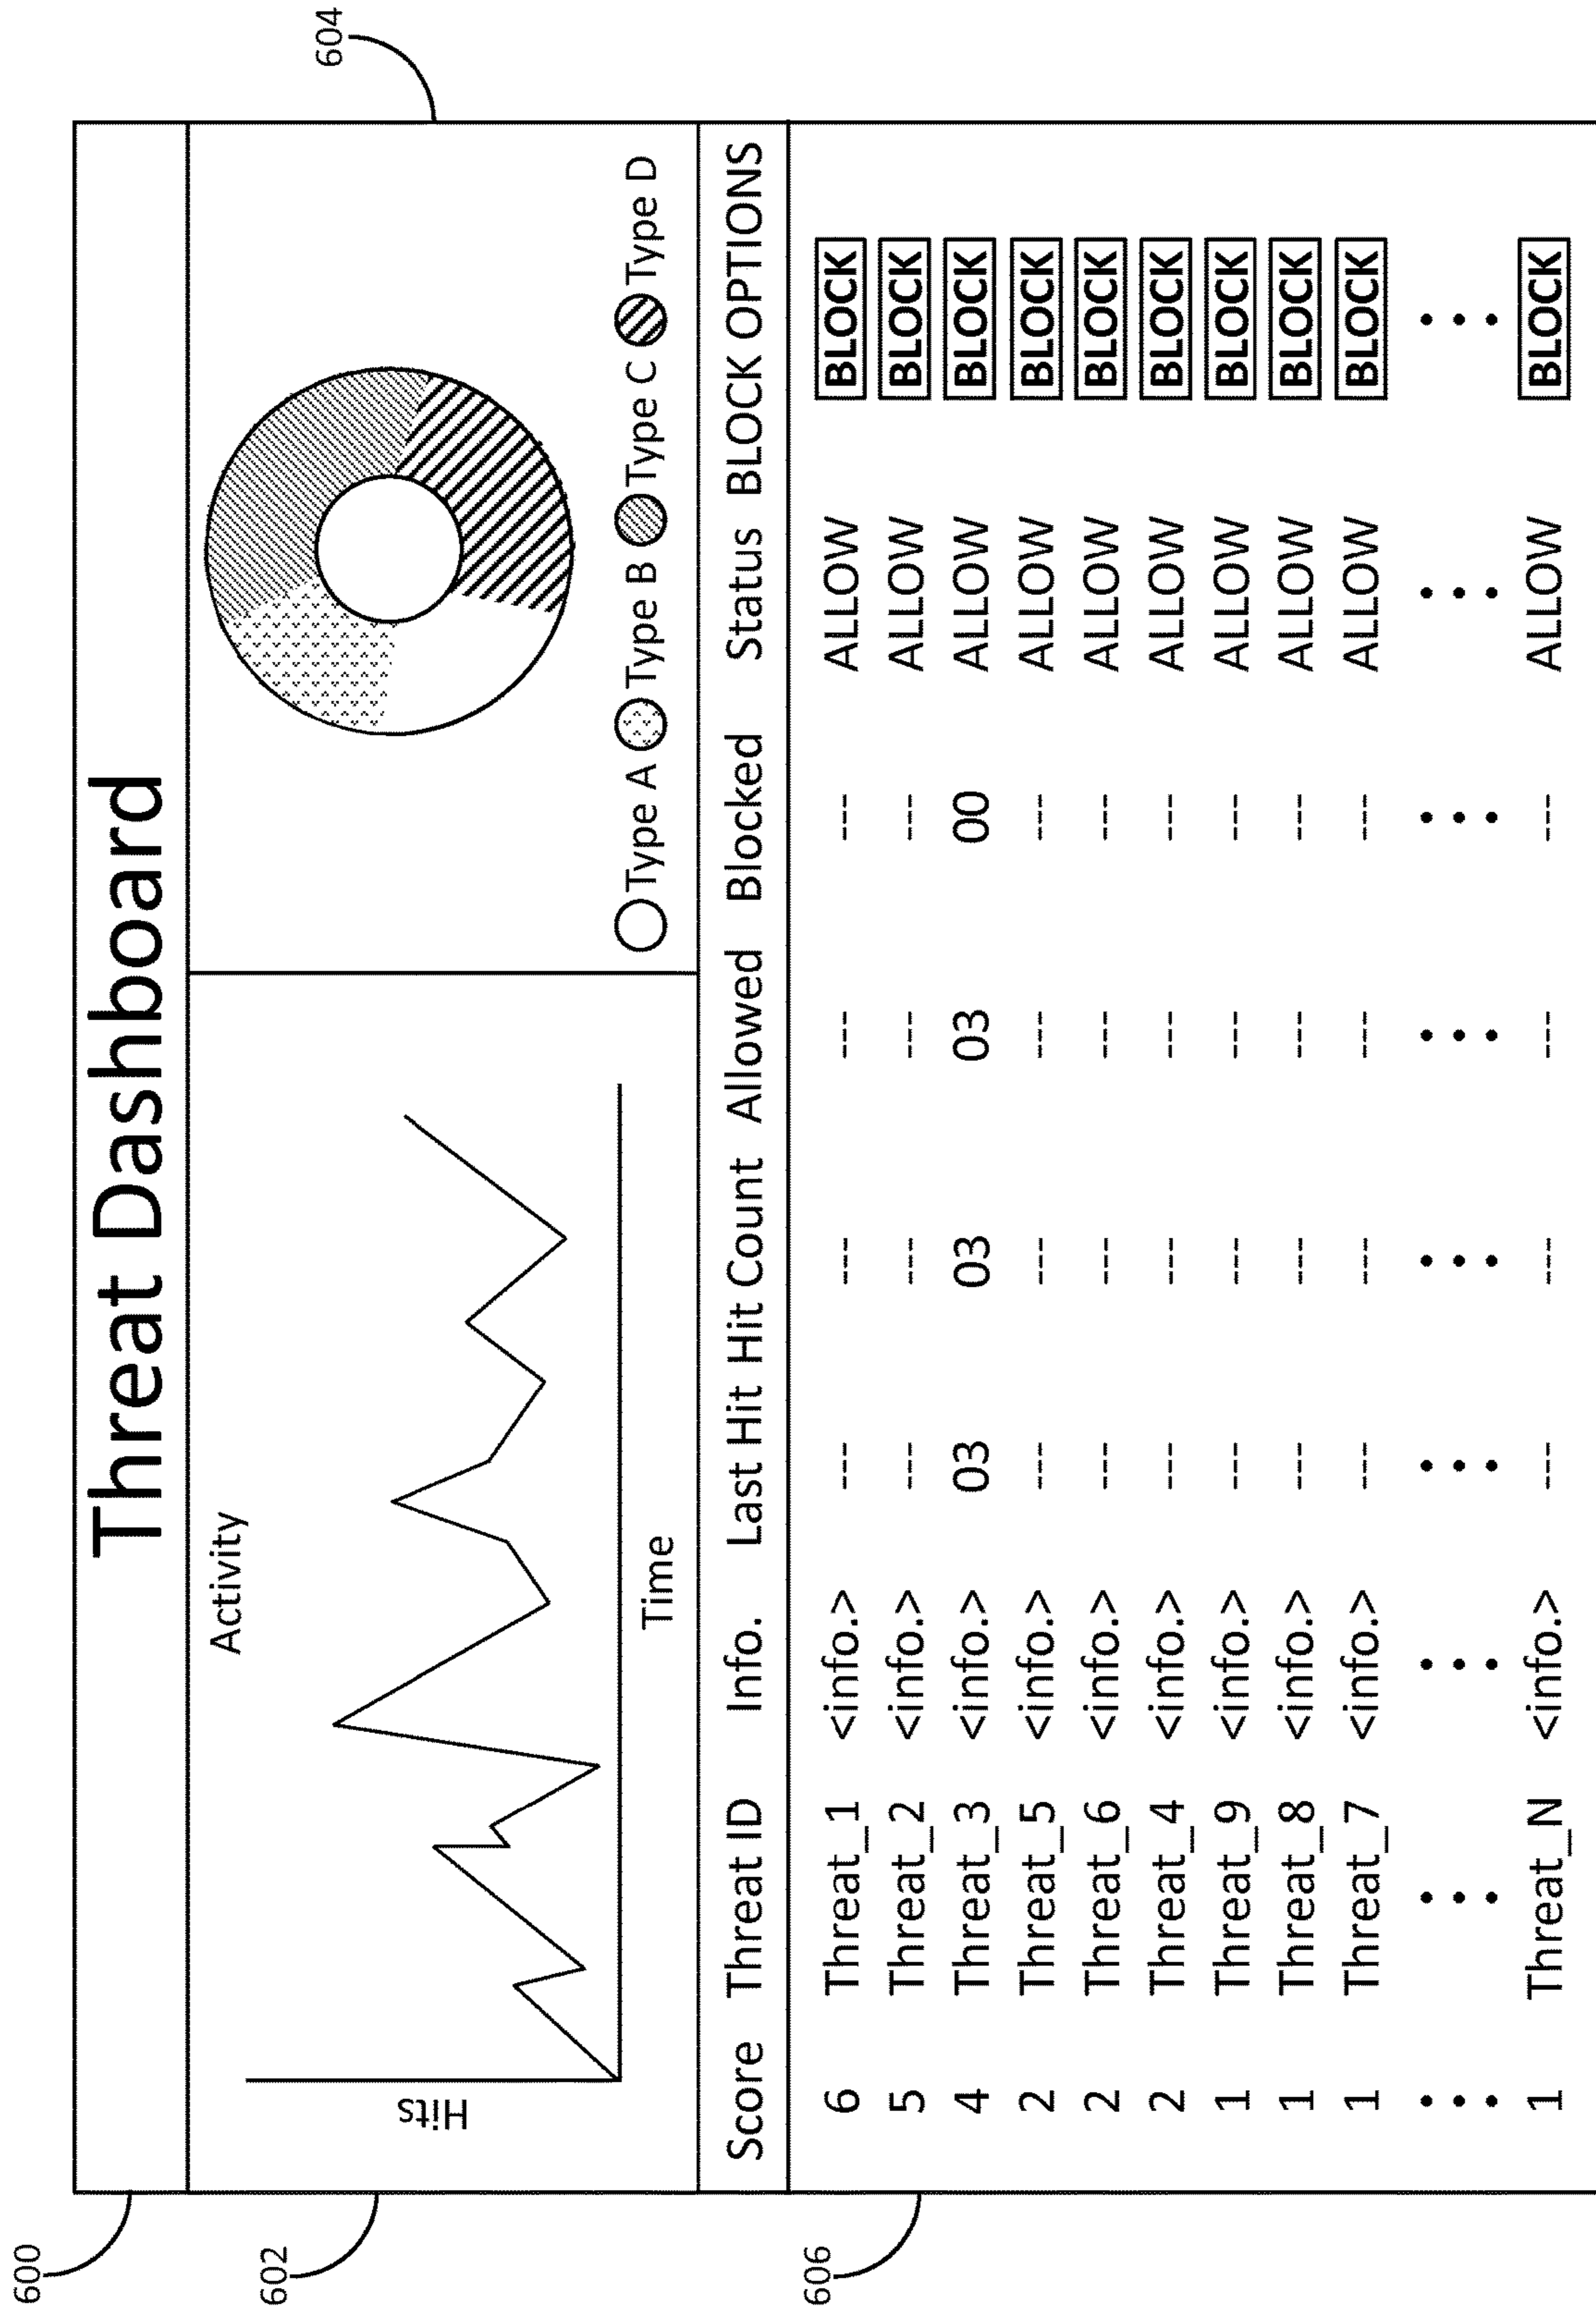 600
Threat Dashboard
602
604
Activity
Hits
Time
Type A Type B Type C Type D
606
Score Threat ID Info. Last Hit Hit Count Allowed Blocked Status BLOCK OPTIONS
6 Threat_1 <info.> --- --- --- --- ALLOW BLOCK
5 Threat_2 <info.> --- --- --- --- ALLOW BLOCK
4 Threat_3 <info.> 03 03 03 00 ALLOW BLOCK
2 Threat_5 <info.> --- --- --- --- ALLOW BLOCK
2 Threat_6 <info.> --- --- --- --- ALLOW BLOCK
2 Threat_4 <info.> --- --- --- --- ALLOW BLOCK
1 Threat_9 <info.> --- --- --- --- ALLOW BLOCK
1 Threat_8 <info.> --- --- --- --- ALLOW BLOCK
1 Threat_7 <info.> --- --- --- --- ALLOW BLOCK
1 Threat_N <info.> --- --- --- --- ALLOW BLOCK